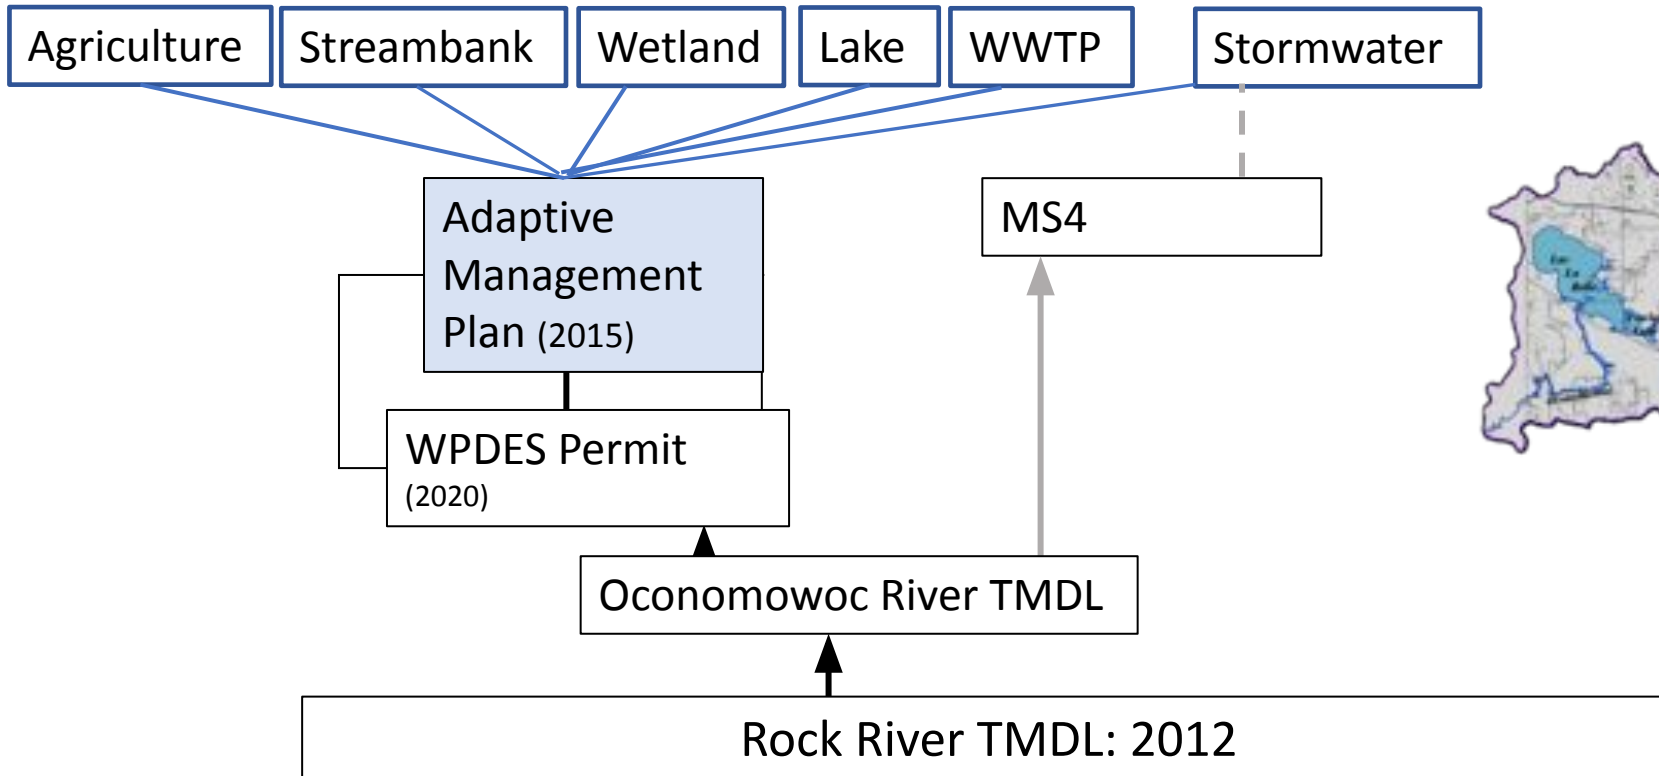 Agriculture
Streambank
Wetland
Lake
WWTP
Stormwater
Adaptive
Management
Plan (2015)
MS4
WPDES Permit
(2020)
Oconomowoc River TMDL
Rock River TMDL: 2012